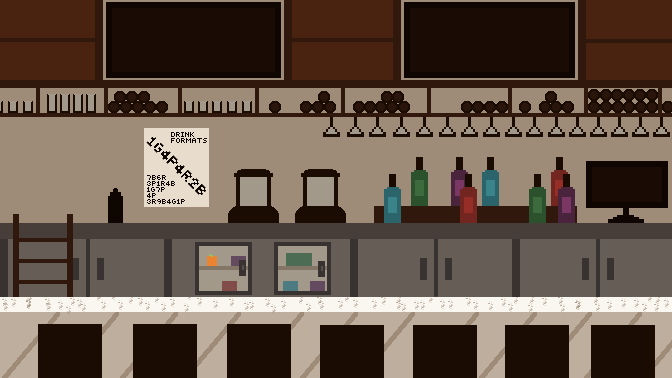 DRINK
FORMATS
1G4P4R2B
7B6R
3P1R4B
1G7P
4P
3R9B4G1P